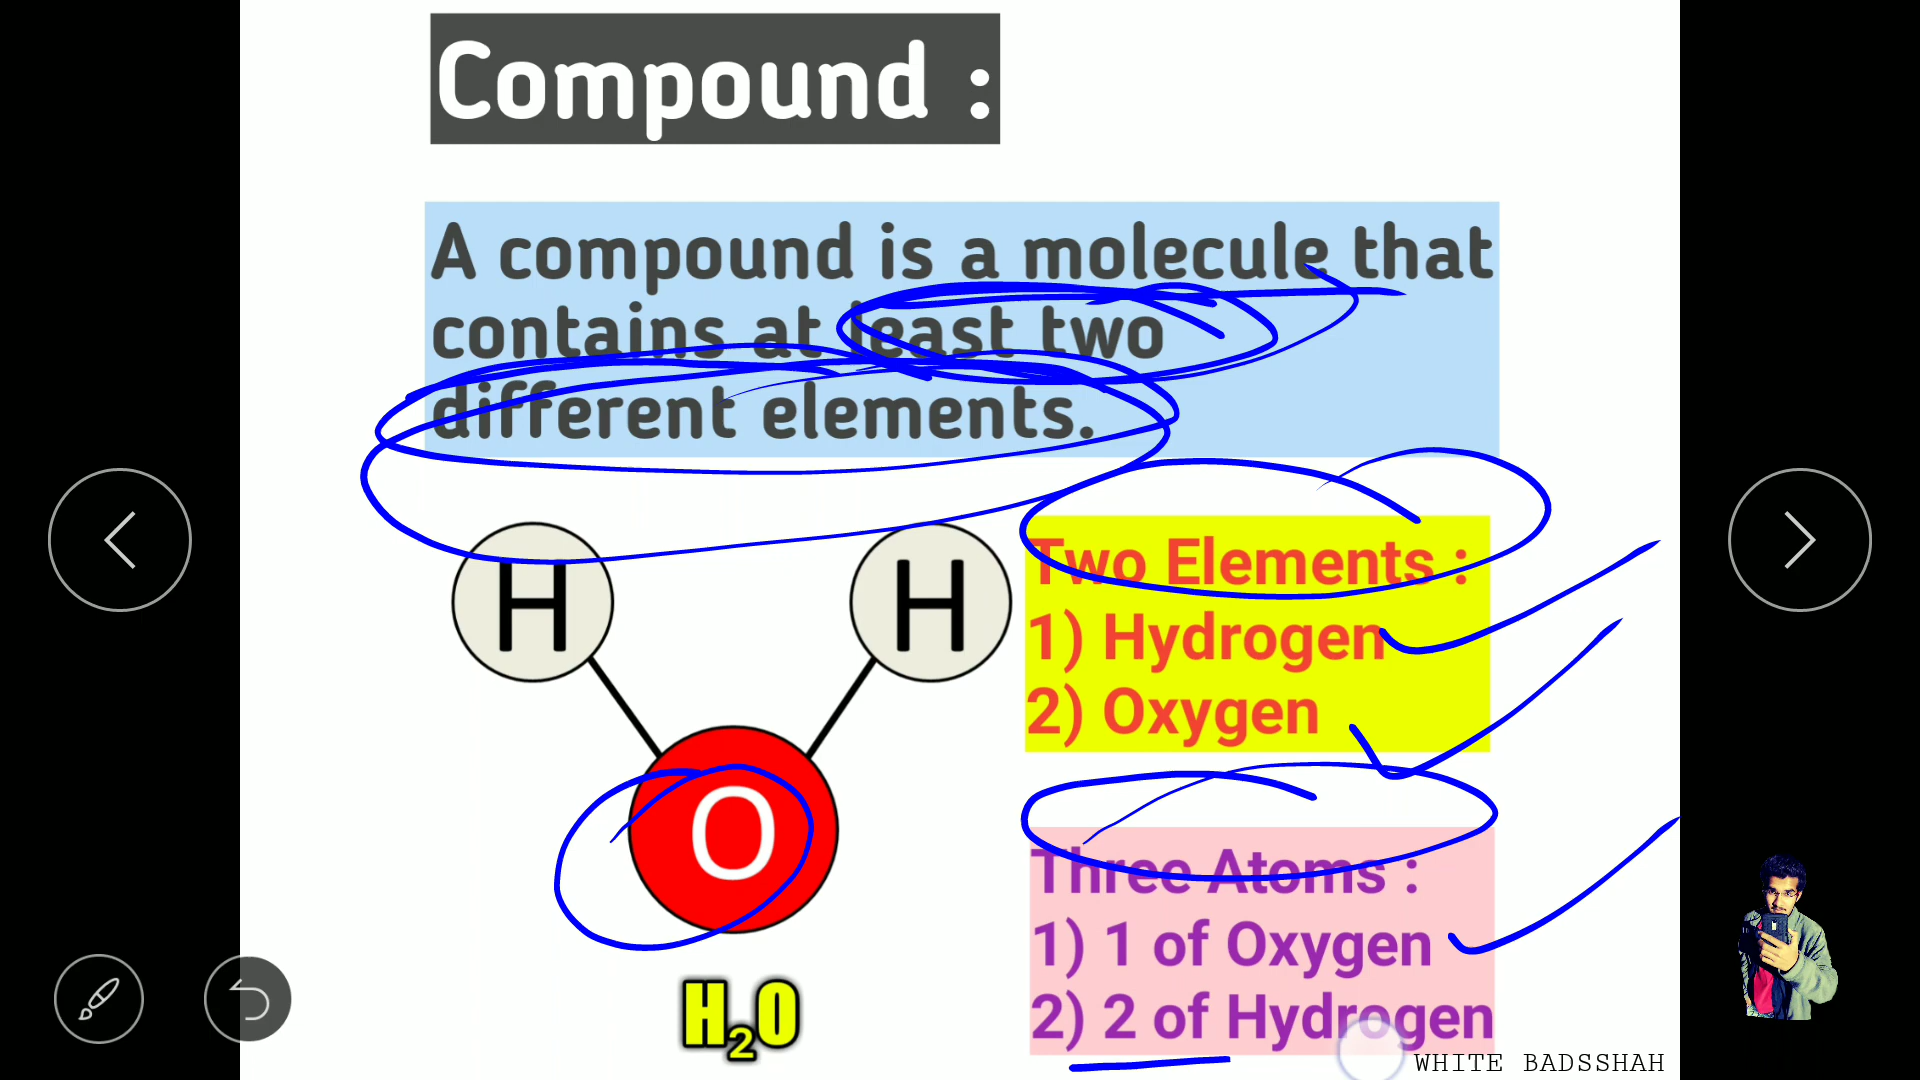 Compound :
A compound is a molecule that
contains at least two
different elements.
H H
O
H₂O
Two Elements :
1) Hydrogen
2) Oxygen
Three Atoms :
1) 1 of Oxygen
2) 2 of Hydrogen
WHITE BADSSHAH